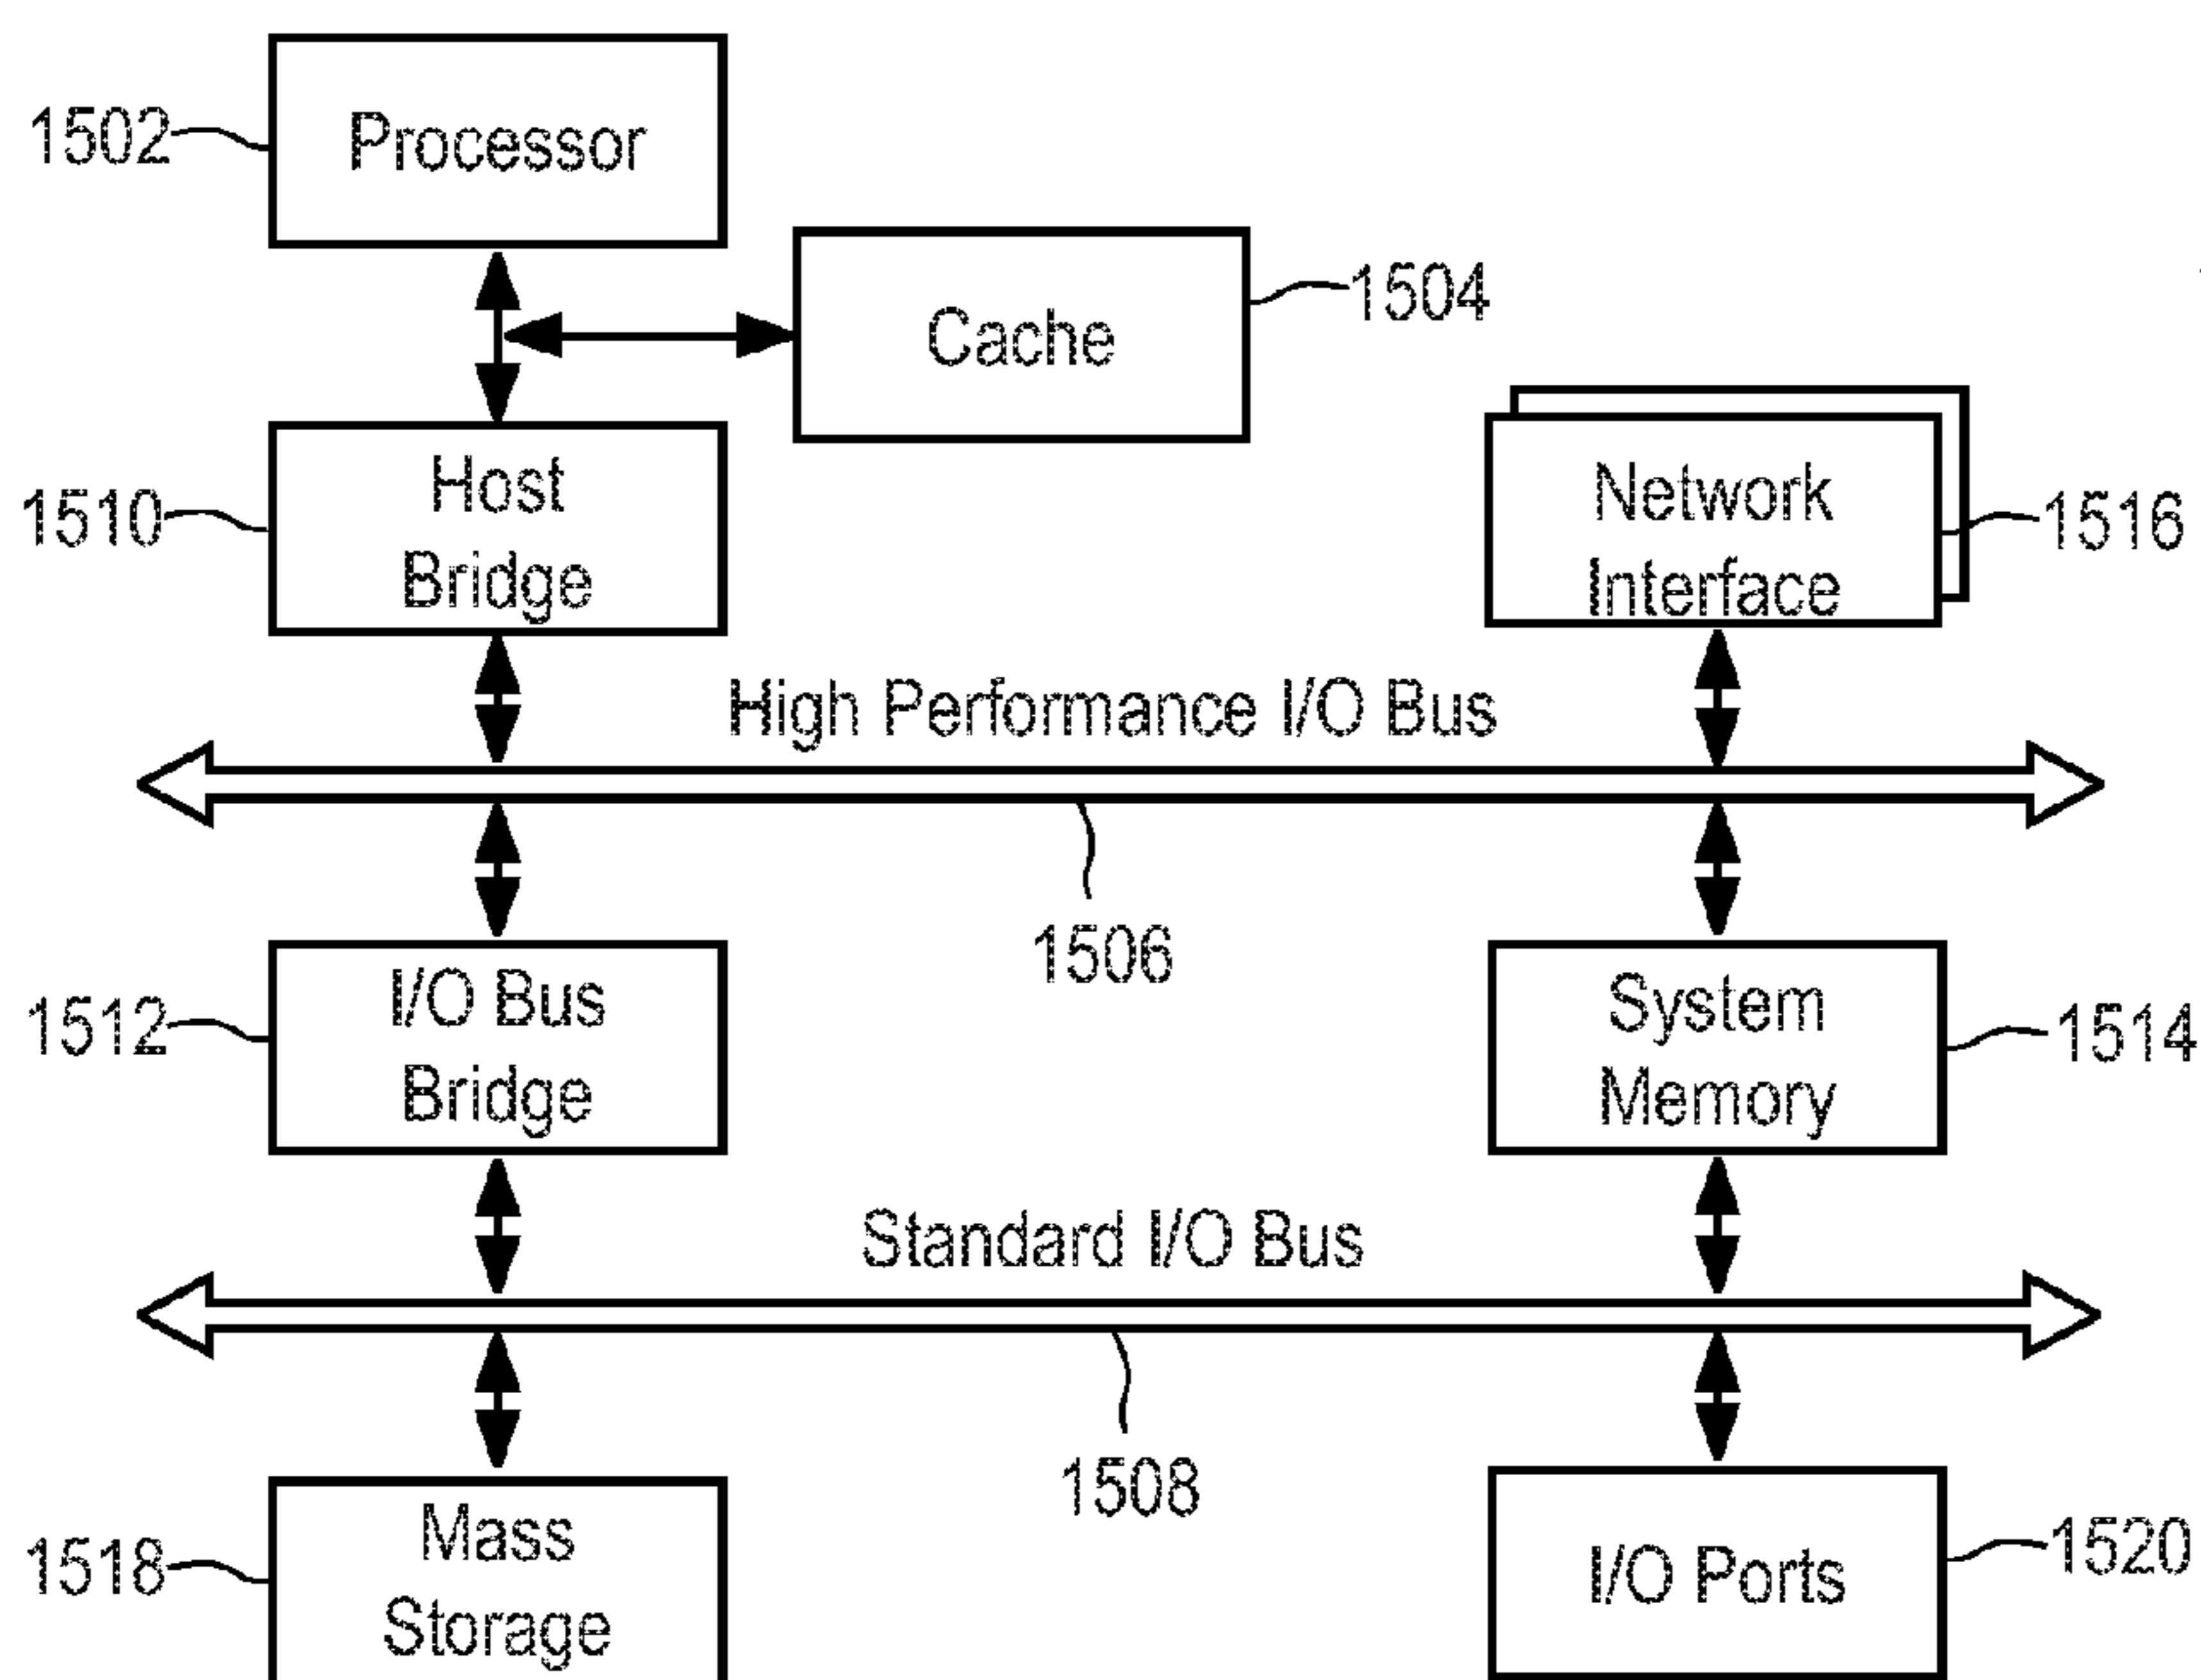 1502
Processor
Cache
1504
1510
Host
Bridge
Network
Interface
1516
High Performance I/O Bus
1506
1512
I/O Bus
Bridge
System
Memory
1514
Standard I/O Bus
1508
1518
Mass
Storage
I/O Ports
1520